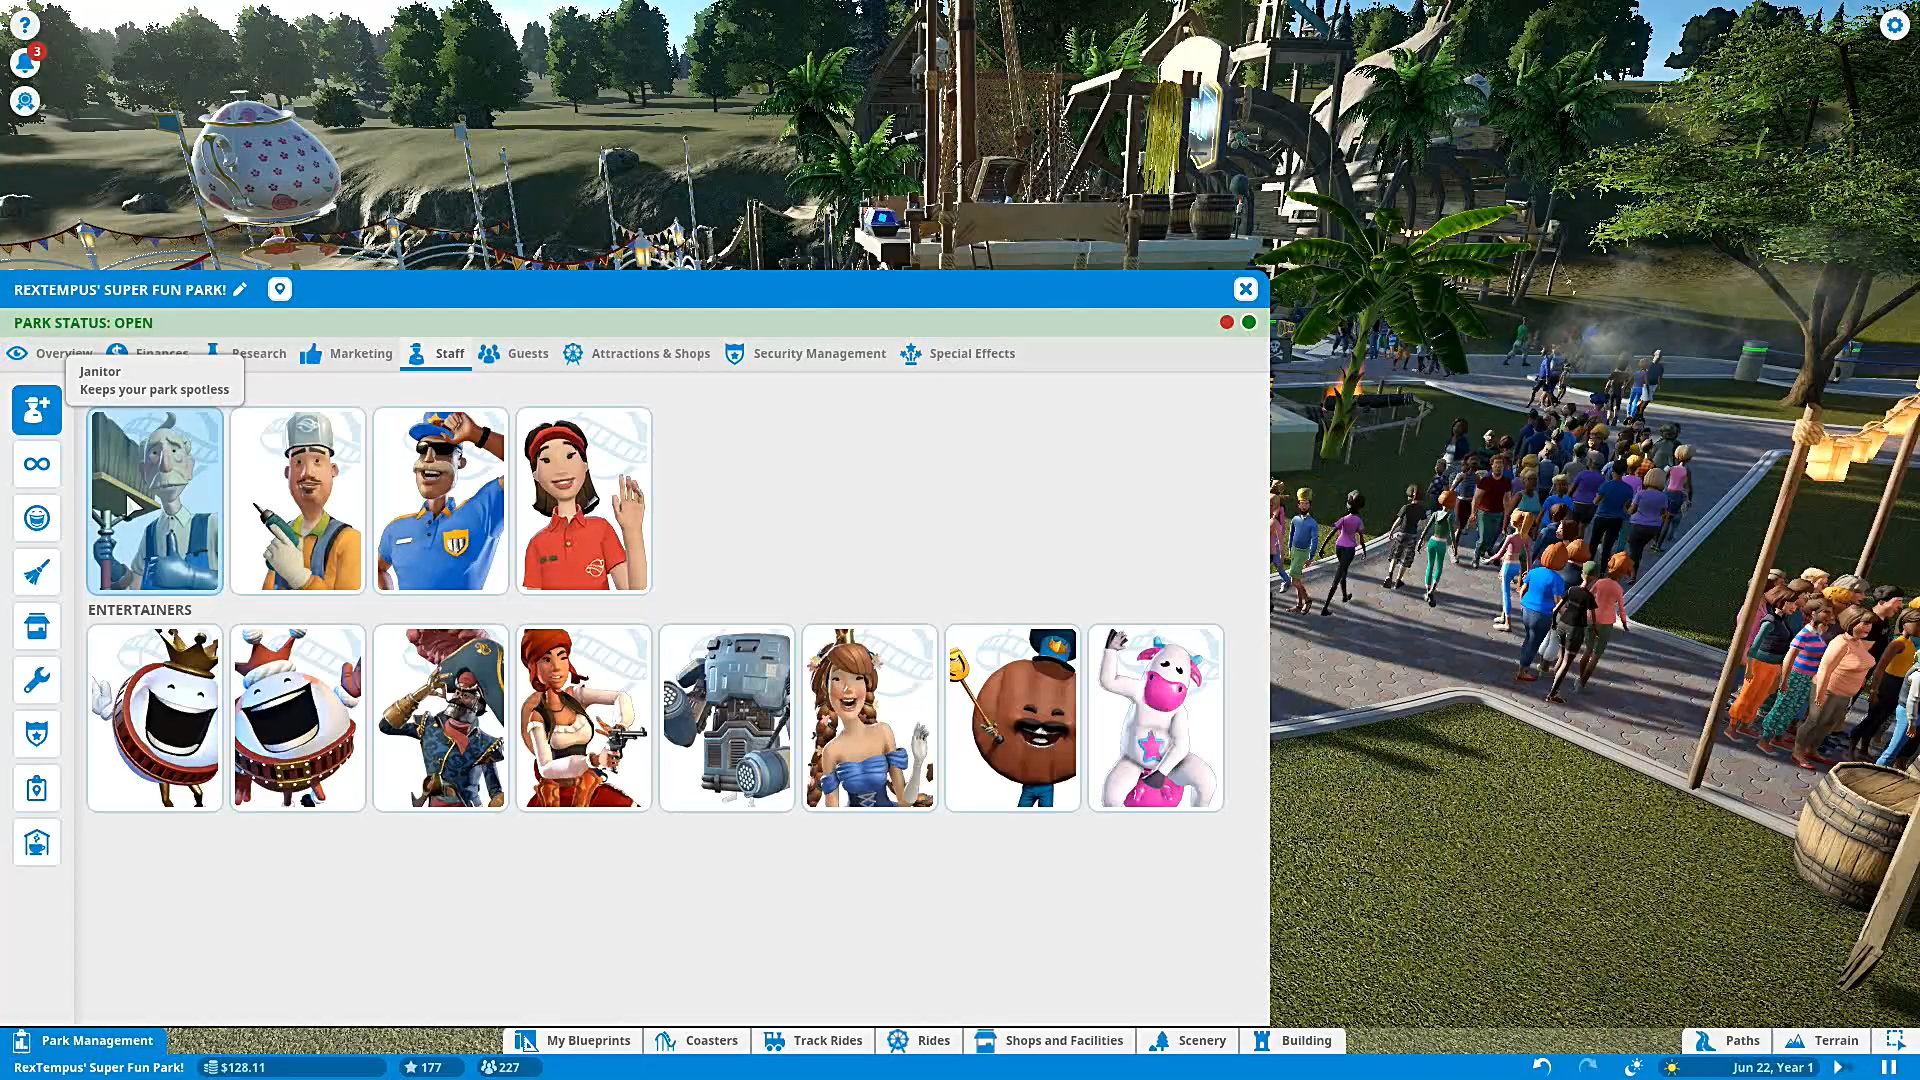 ?
3
REXTEMPUS' SUPER FUN PARK!
PARK STATUS: OPEN
Overview Finances Research Marketing Staff Guests Attractions & Shops Security Management Special Effects
Janitor
Keeps your park spotless
ENTERTAINERS
Park Management My Blueprints Coasters Track Rides Rides Shops and Facilities Scenery Building Paths Terrain
RexTempus' Super Fun Park! $128.11 177 227 Jun 22, Year 1